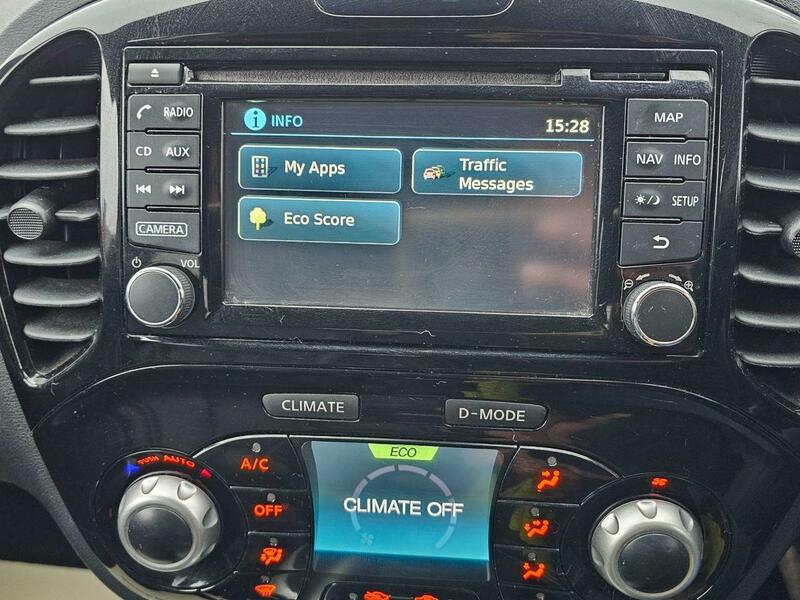 RADIO
CD AUX
CAMERA
VOL
i INFO 15:28
My Apps
Traffic
Messages
Eco Score
MAP
NAV INFO
SETUP
CLIMATE
D-MODE
PUSH AUTO
A/C
OFF
ECO
CLIMATE OFF